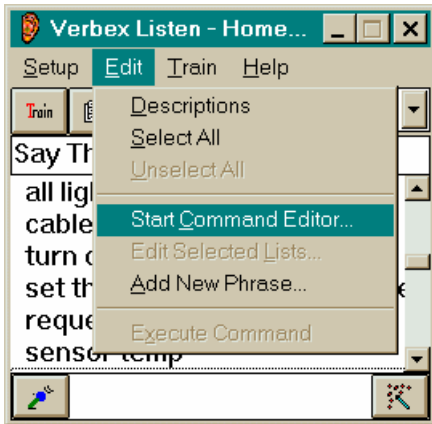 Verbex Listen - Home...
Setup Edit Train Help
Train
Descriptions
Select All
Say Th
Unselect All
all ligh
Start Command Editor...
cable
Edit Selected Lists...
turn
set th
Add New Phrase...
reque
Execute Command
sensor temp